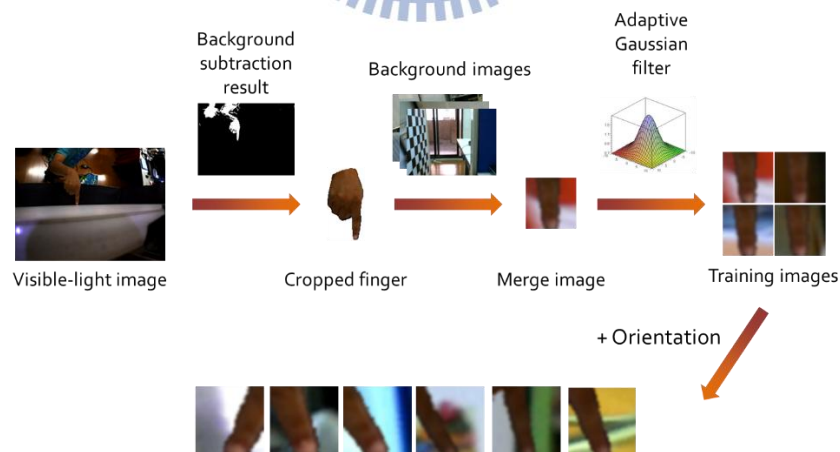 Background
subtraction
result
Background images
Adaptive
Gaussian
filter
Visible-light image
Cropped finger
Merge image
Training images
+ Orientation